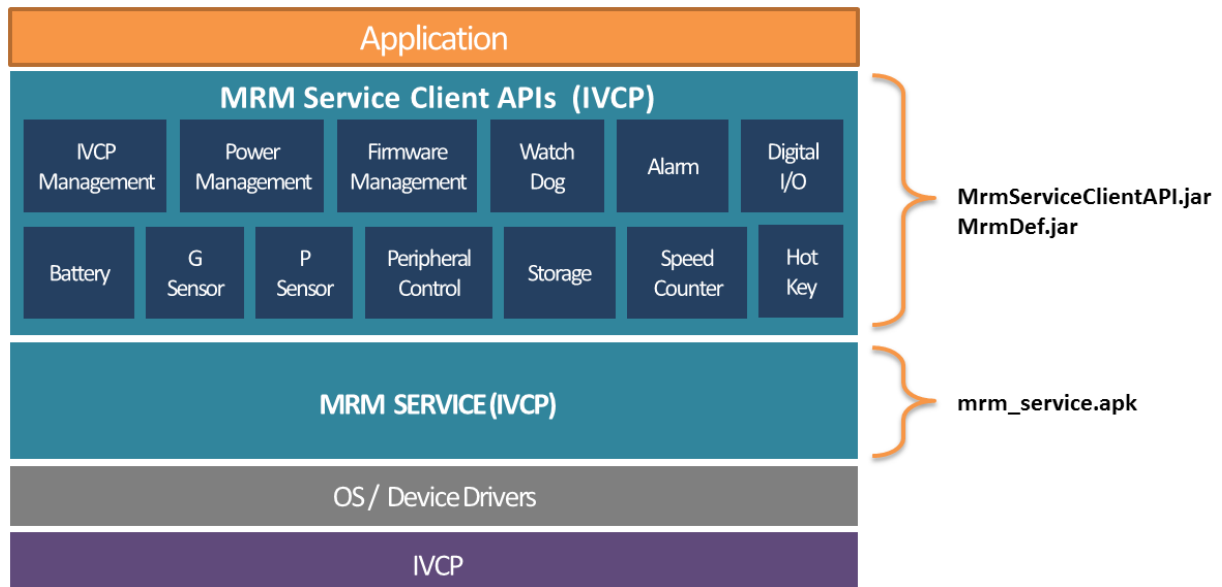 Application
MRM Service Client APIs (IVCP)
IVCP
Management
Power
Management
Firmware
Management
Watch
Dog
Alarm
Digital
I/O
Battery
G
Sensor
P
Sensor
Peripheral
Control
Storage
Speed
Counter
Hot
Key
MrmServiceClientAPI.jar
MrmDef.jar
MRM SERVICE (IVCP)
mrm_service.apk
OS / Device Drivers
IVCP